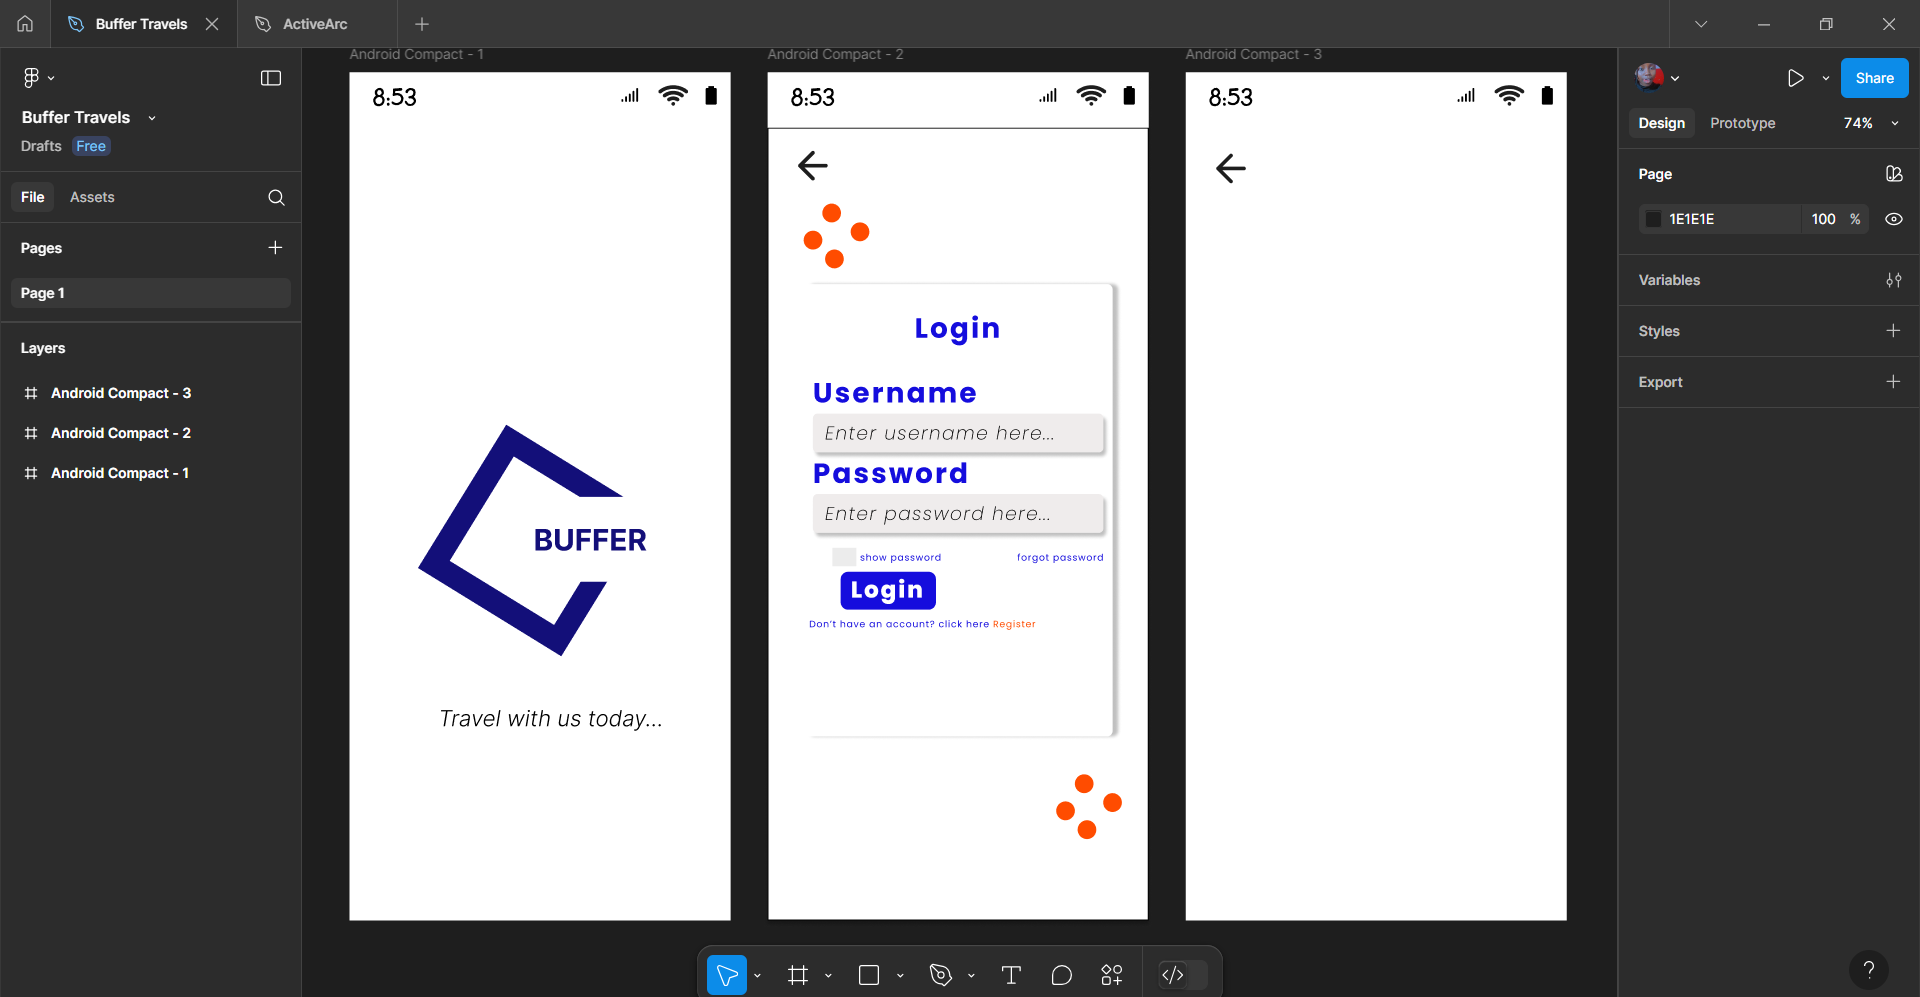 Buffer Travels
ActiveArc
Buffer Travels
Drafts Free
File Assets
Pages
Page 1
Layers
Android Compact - 3
Android Compact - 2
Android Compact - 1
Android Compact - 1
8:53
BUFFER
Travel with us today...
Android Compact - 2
8:53
Login
Username
Enter username here...
Password
Enter password here...
show password forgot password
Login
Don't have an account? click here Register
Android Compact - 3
8:53
Share
Design Prototype 74%
Page
1E1E1E 100 %
Variables
Styles
Export
?